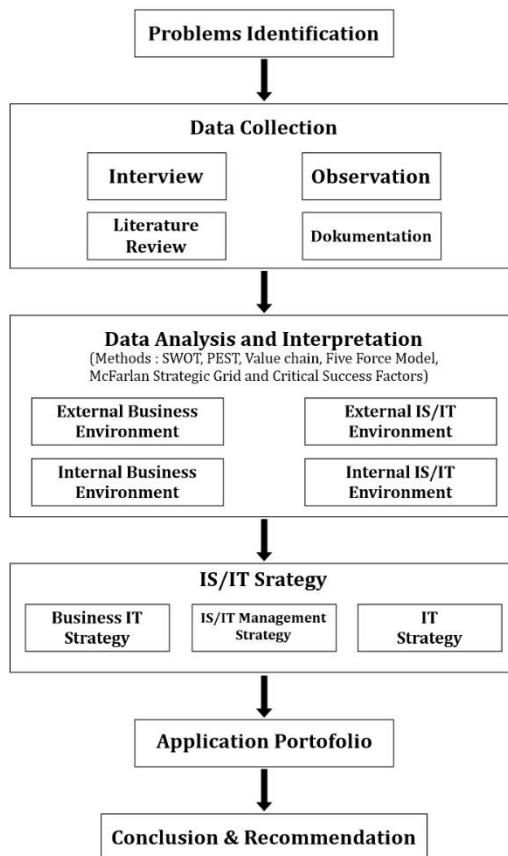 Problems Identification
Data Collection
Interview
Observation
Literature
Review
Dokumentation
Data Analysis and Interpretation
(Methods : SWOT, PEST, Value chain, Five Force Model,
McFarlan Strategic Grid and Critical Success Factors)
External Business
Environment
External IS/IT
Environment
Internal Business
Environment
Internal IS/IT
Environment
IS/IT Srategy
Business IT
Strategy
IS/IT Management
Strategy
IT
Strategy
Application Portofolio
Conclusion & Recommendation